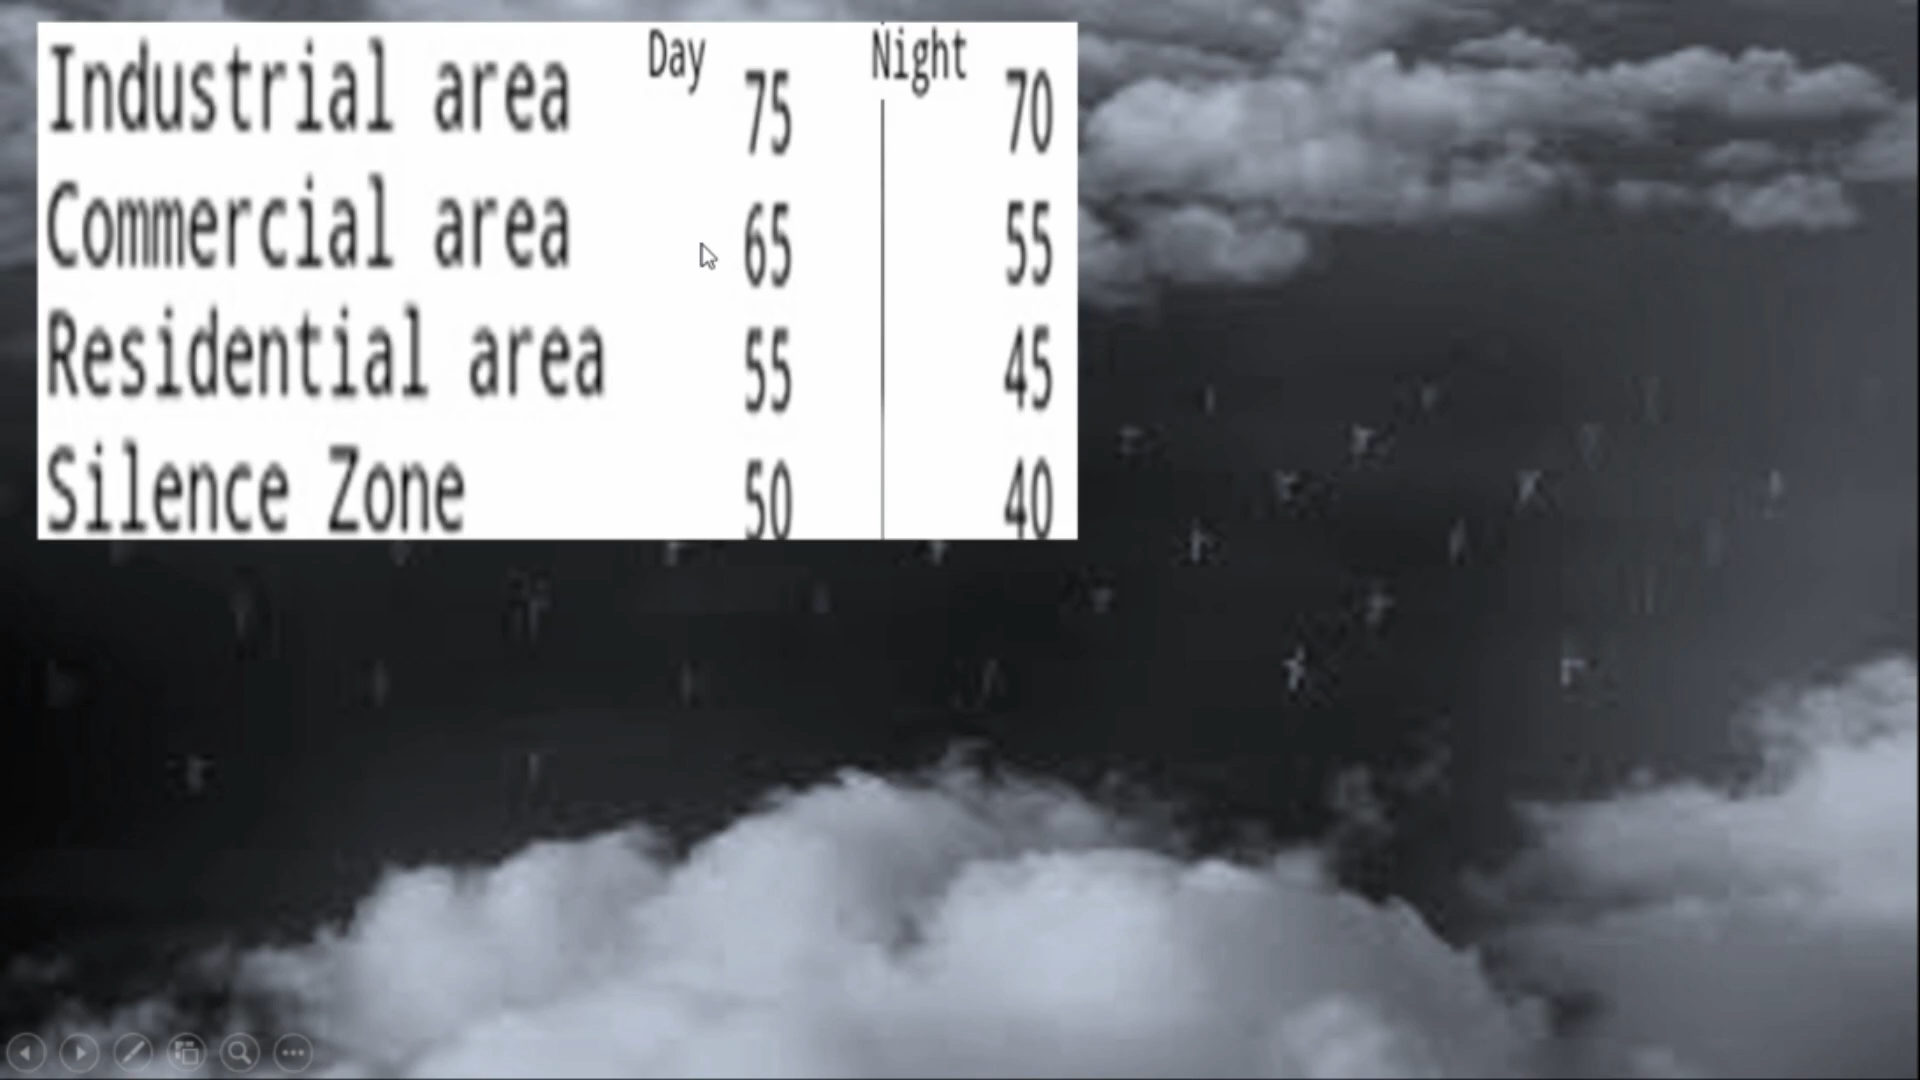 Day Night
Industrial area 75 70
Commercial area 65 55
Residential area 55 45
Silence Zone 50 40